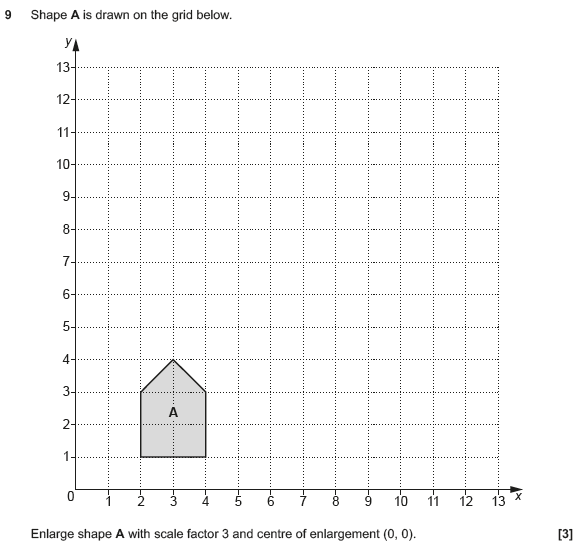 9 Shape A is drawn on the grid below.
y
13
12
11
10
9
8
7
6
5
4
3
2
1
A
0 1 2 3 4 5 6 7 8 9 10 11 12 13 x
Enlarge shape A with scale factor 3 and centre of enlargement (0, 0). [3]